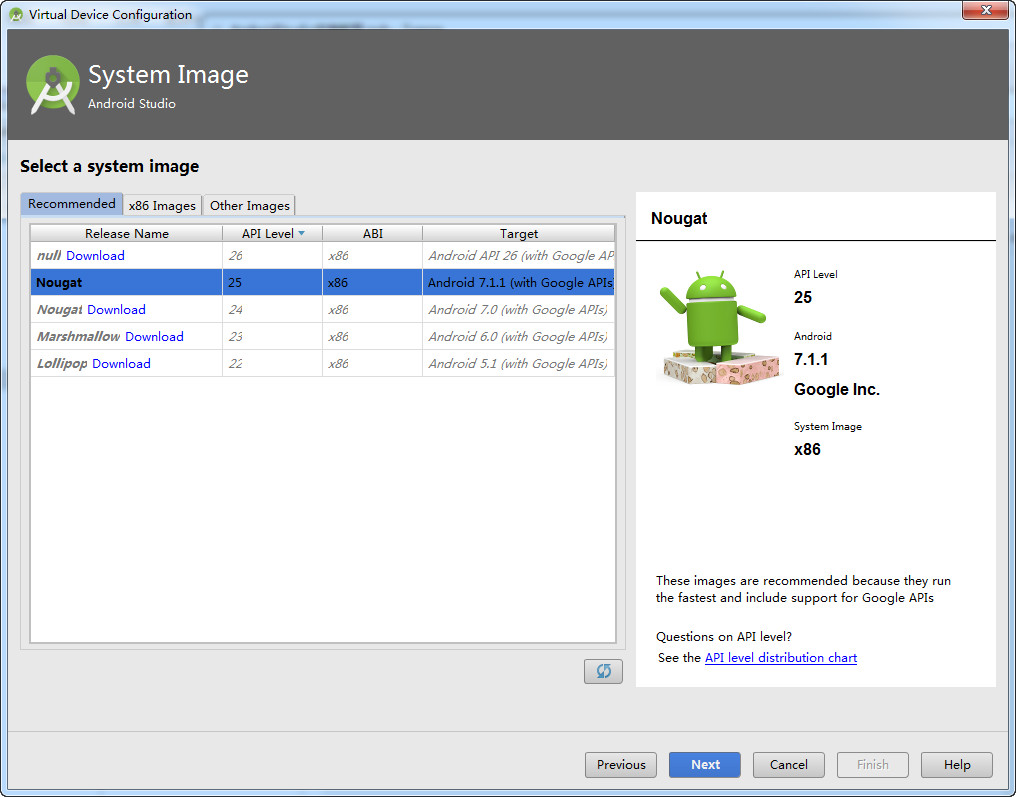 Virtual Device Configuration
System Image
Android Studio
Select a system image
Recommended x86 Images Other Images
Release Name API Level ABI Target
null Download 26 x86 Android API 26 (with Google AP
Nougat 25 x86 Android 7.1.1 (with Google APIs
Nougat Download 24 x86 Android 7.0 (with Google APIs)
Marshmallow Download 23 x86 Android 6.0 (with Google APIs)
Lollipop Download 22 x86 Android 5.1 (with Google APIs)
Nougat
API Level
25
Android
7.1.1
Google Inc.
System Image
x86
These images are recommended because they run
the fastest and include support for Google APIs
Questions on API level?
See the API level distribution chart
Previous Next Cancel Finish Help